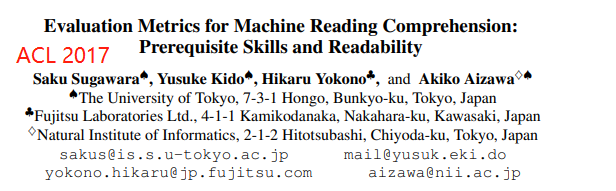 Evaluation Metrics for Machine Reading Comprehension:
Prerequisite Skills and Readability
ACL 2017
Saku Sugawara♠, Yusuke Kido♠, Hikaru Yokono♣, and Akiko Aizawa♢♠
♠The University of Tokyo, 7-3-1 Hongo, Bunkyo-ku, Tokyo, Japan
♣Fujitsu Laboratories Ltd., 4-1-1 Kamikodanaka, Nakahara-ku, Kawasaki, Japan
♢Natural Institute of Informatics, 2-1-2 Hitotsubashi, Chiyoda-ku, Tokyo, Japan
sakus@is.s.u-tokyo.ac.jp mail@yusuk.eki.do
yokono.hikaru@jp.fujitsu.com aizawa@nii.ac.jp